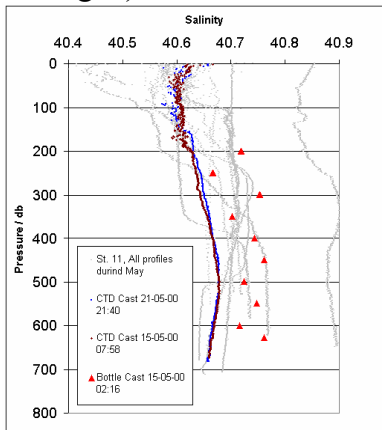 Salinity
40.4 40.5 40.6 40.7 40.8 40.9
0
100
200
300
400
500
600
700
800
Pressure / db
St. 11, All profiles
durind May
CTD Cast 21-05-00
21:40
CTD Cast 15-05-00
07:58
Bottle Cast 15-05-00
02:16